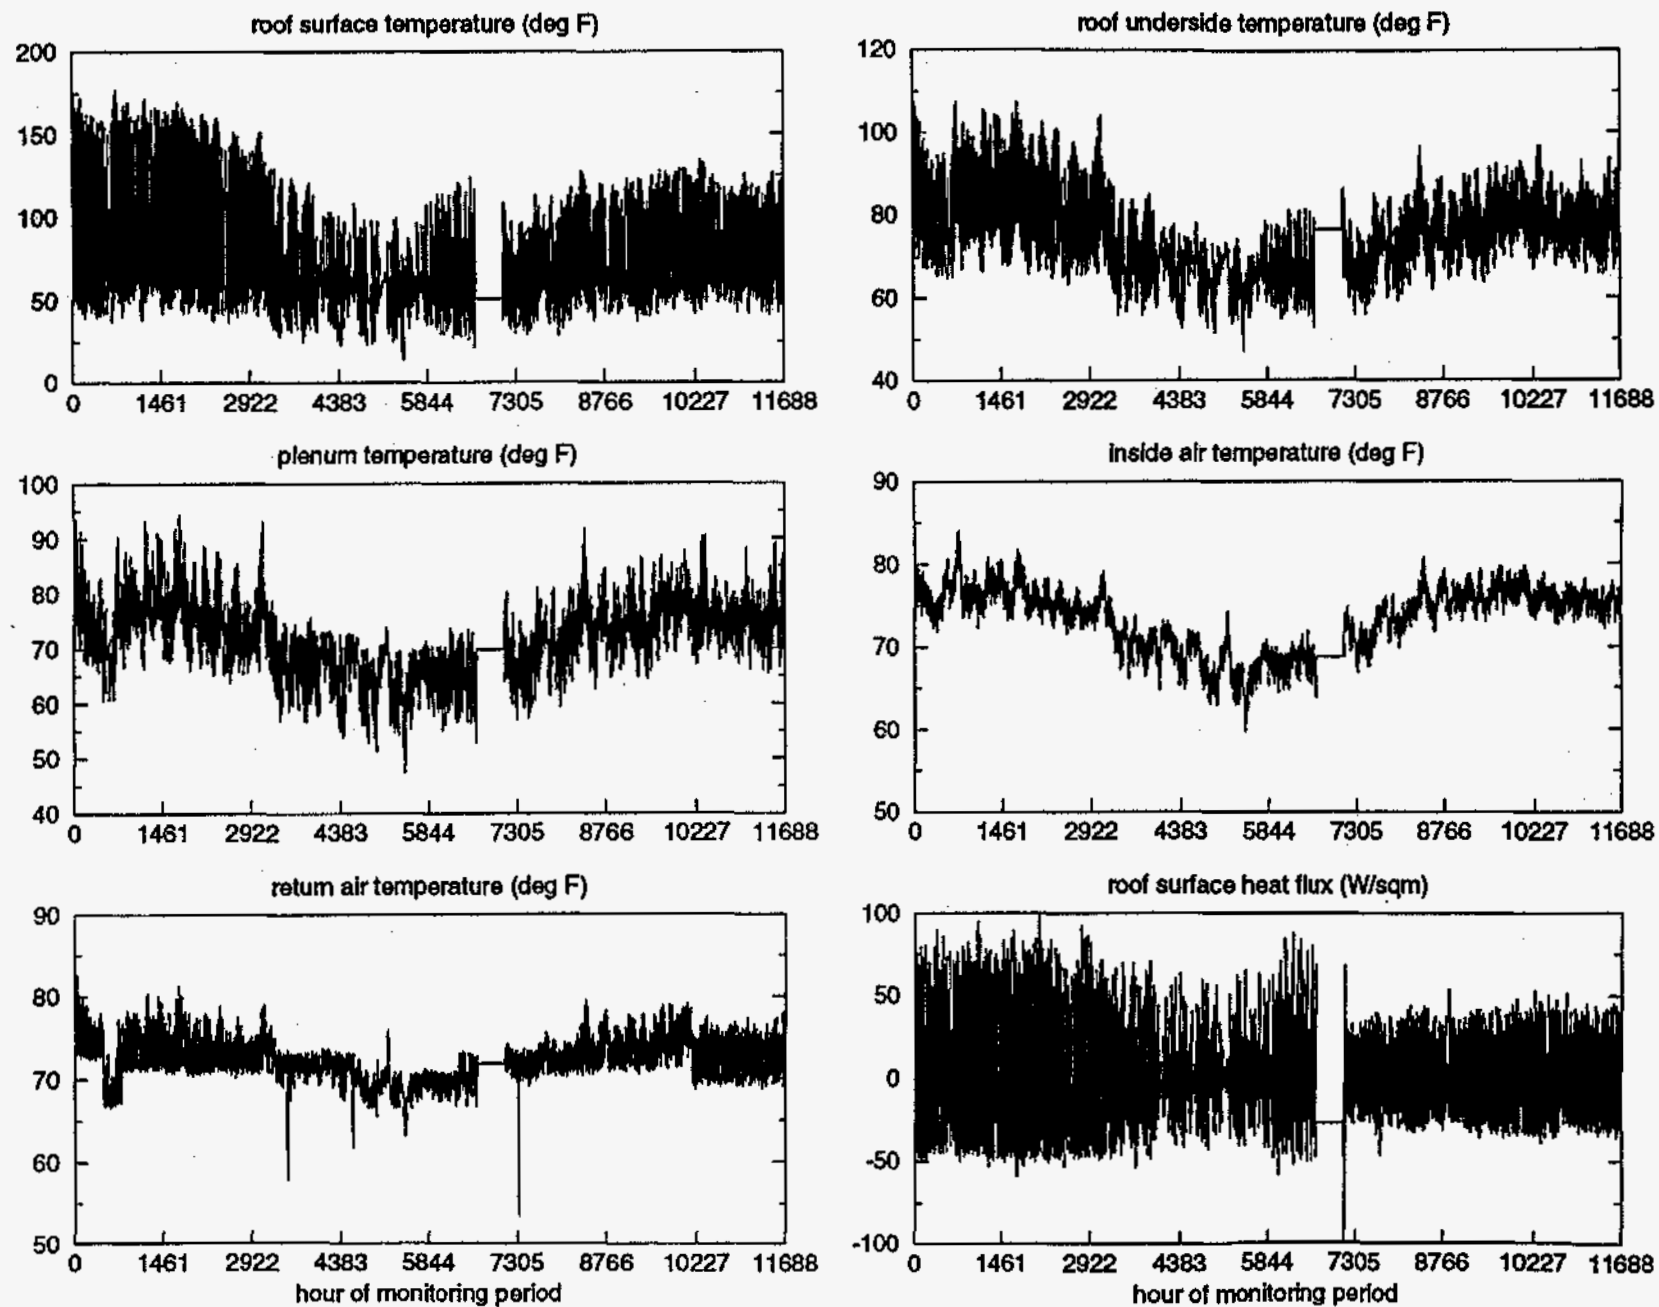 roof surface temperature (deg F)
200
150
100
50
0
0 1461 2922 4383 5844 7305 8766 10227 11688
roof underside temperature (deg F)
120
100
80
60
40
0 1461 2922 4383 5844 7305 8766 10227 11688
plenum temperature (deg F)
100
90
80
70
60
50
40
0 1461 2922 4383 5844 7305 8766 10227 11688
inside air temperature (deg F)
90
80
70
60
50
0 1461 2922 4383 5844 7305 8766 10227 11688
return air temperature (deg F)
90
80
70
60
50
0 1461 2922 4383 5844 7305 8766 10227 11688
hour of monitoring period
roof surface heat flux (W/sqm)
100
50
0
-50
-100
0 1461 2922 4383 5844 7305 8766 10227 11688
hour of monitoring period